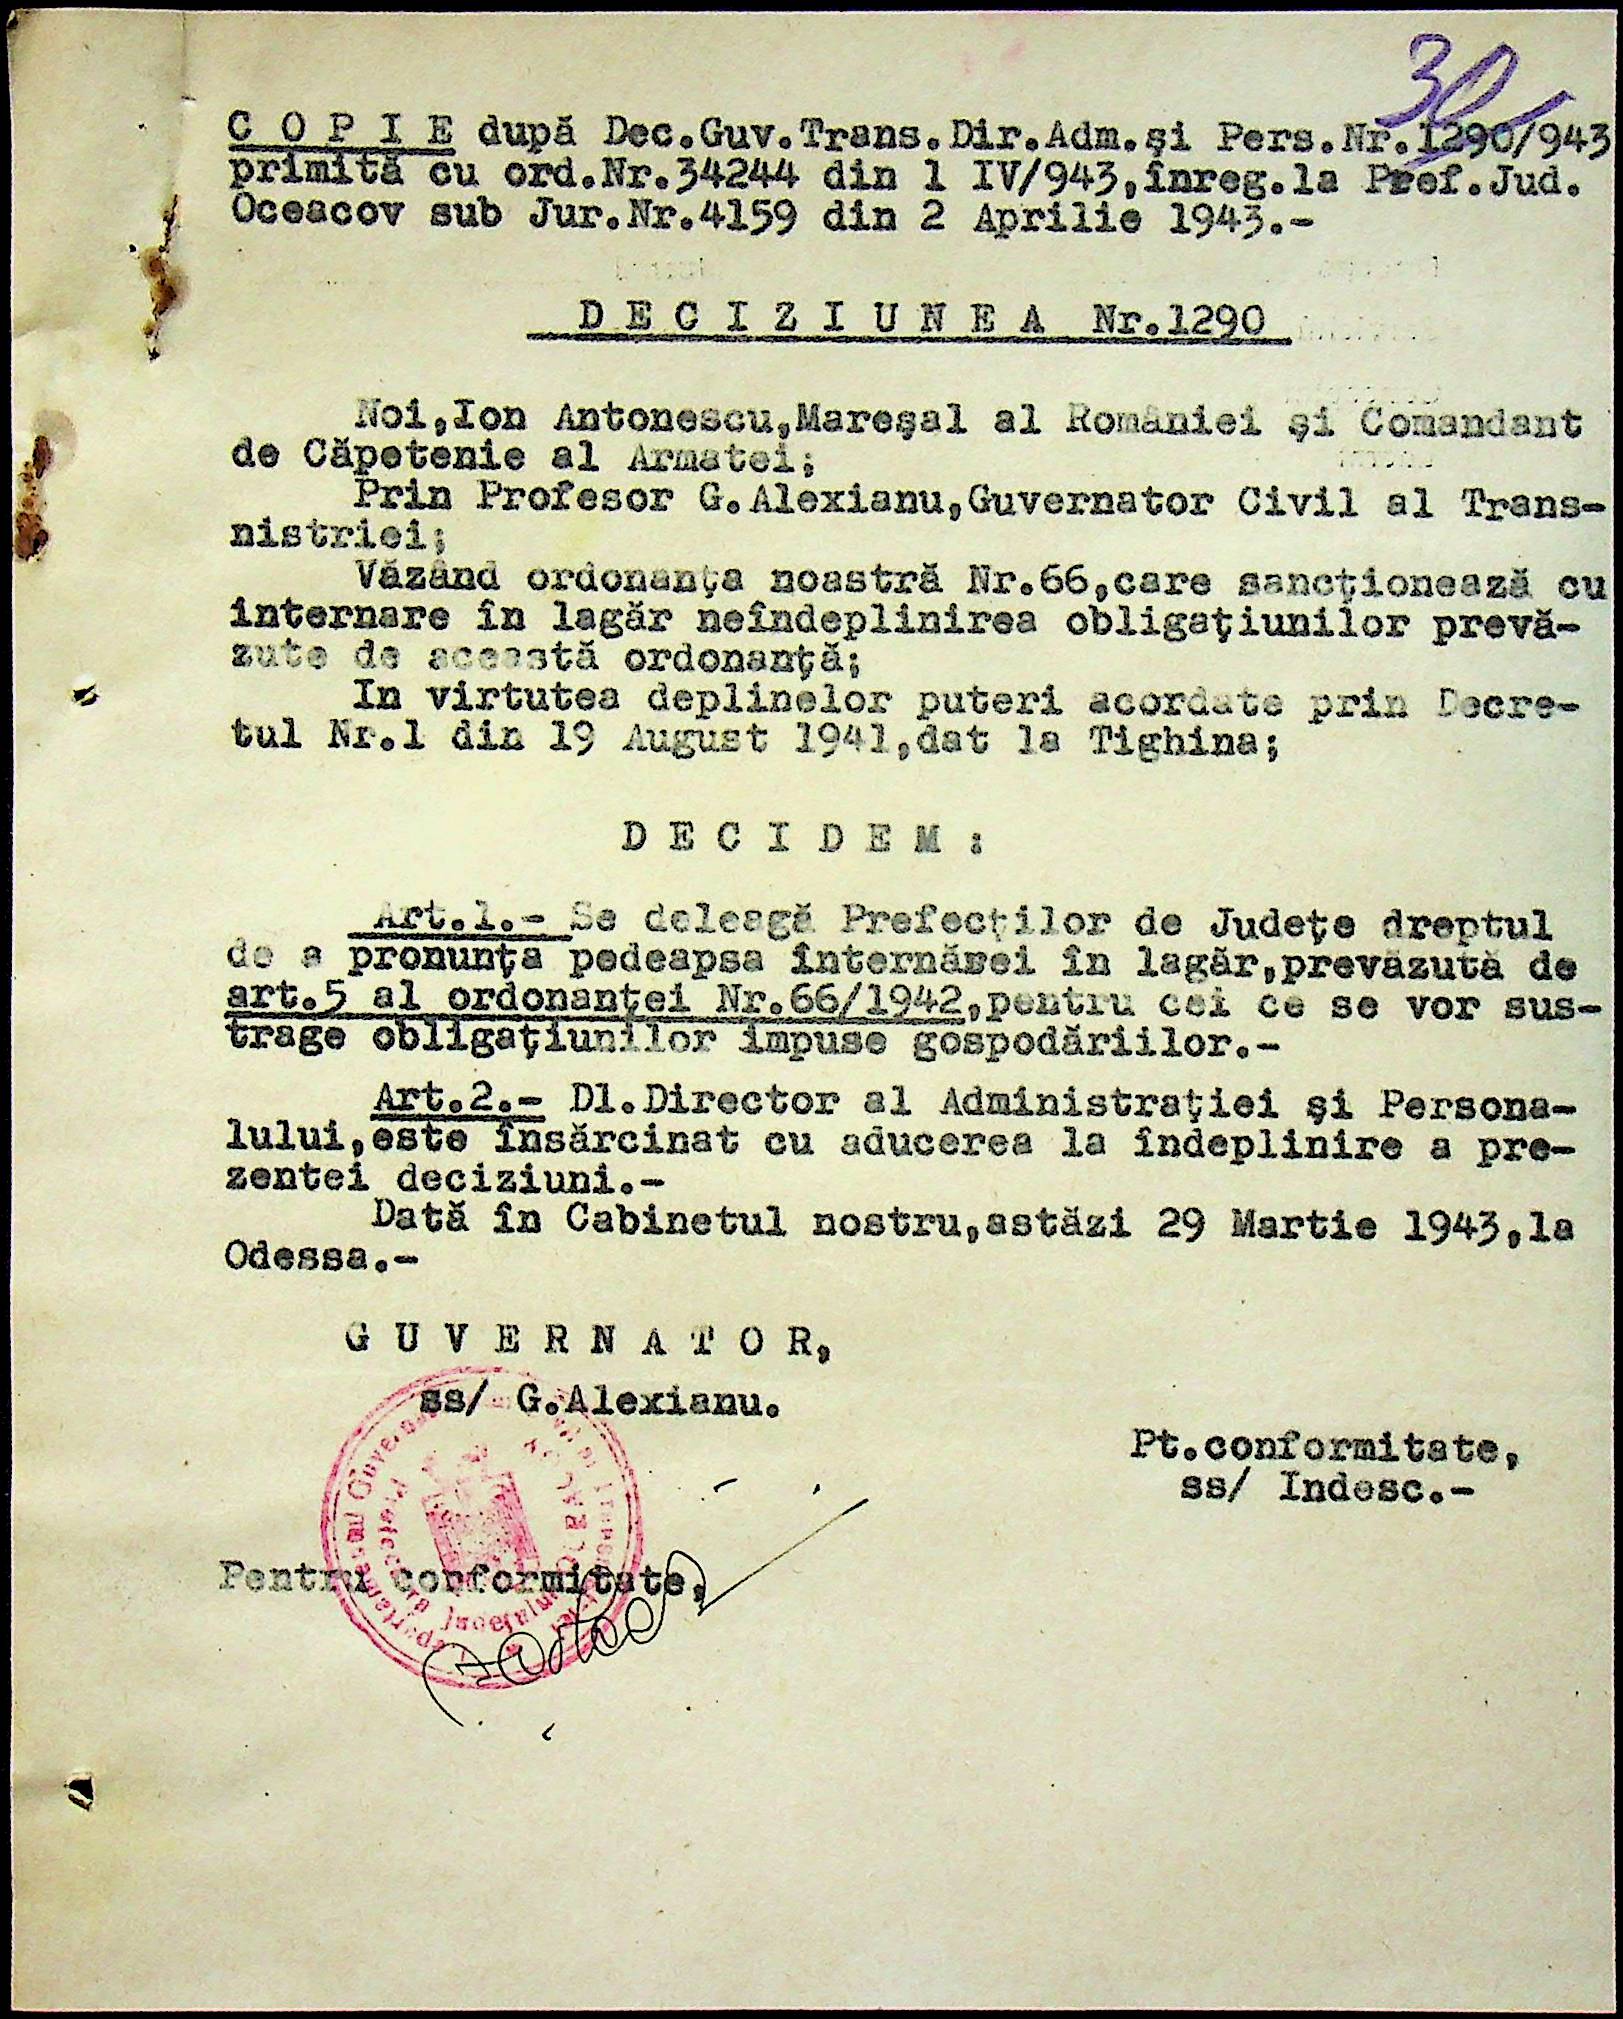 30
C O P I E după Dec.Guv.Trans.Dir.Adm.şi Pers.Nr.1290/943
primită cu ord.Nr.34244 din 1 IV/943,înreg.la Pref.Jud.
Oceacov sub Jur.Nr.4159 din 2 Aprilie 1943.-
D E C I Z I U N E A Nr.1290
Noi,Ion Antonescu,Mareşal al României şi Comandant
de Căpetenie al Armatei;
Prin Profesor G.Alexianu,Guvernator Civil al Trans-
nistriei;
Văzând ordonanţa noastră Nr.66,care sancţionează cu
internare în lagăr neîndeplinirea obligaţiunilor prevă-
zute de această ordonanţă;
In virtutea deplinelor puteri acordate prin Decre-
tul Nr.1 din 19 August 1941,dat la Tighina;
D E C I D E M :
Art.1.- Se deleagă Prefecţilor de Judeţe dreptul
de a pronunţa pedeapsa înternărei în lagăr,prevăzută de
art.5 al ordonanţei Nr.66/1942,pentru cei ce se vor sus-
trage obligaţiunilor impuse gospodăriilor.-
Art.2.- Dl.Director al Administraţiei şi Persona-
lului,este însărcinat cu aducerea la îndeplinire a pre-
zentei deciziuni.-
Dată în Cabinetul nostru,astăzi 29 Martie 1943,la
Odessa.-
G U V E R N A T O R,
ss/ G.Alexianu.
Pt.conformitate,
ss/ Indesc.-
Pentru conformitate,